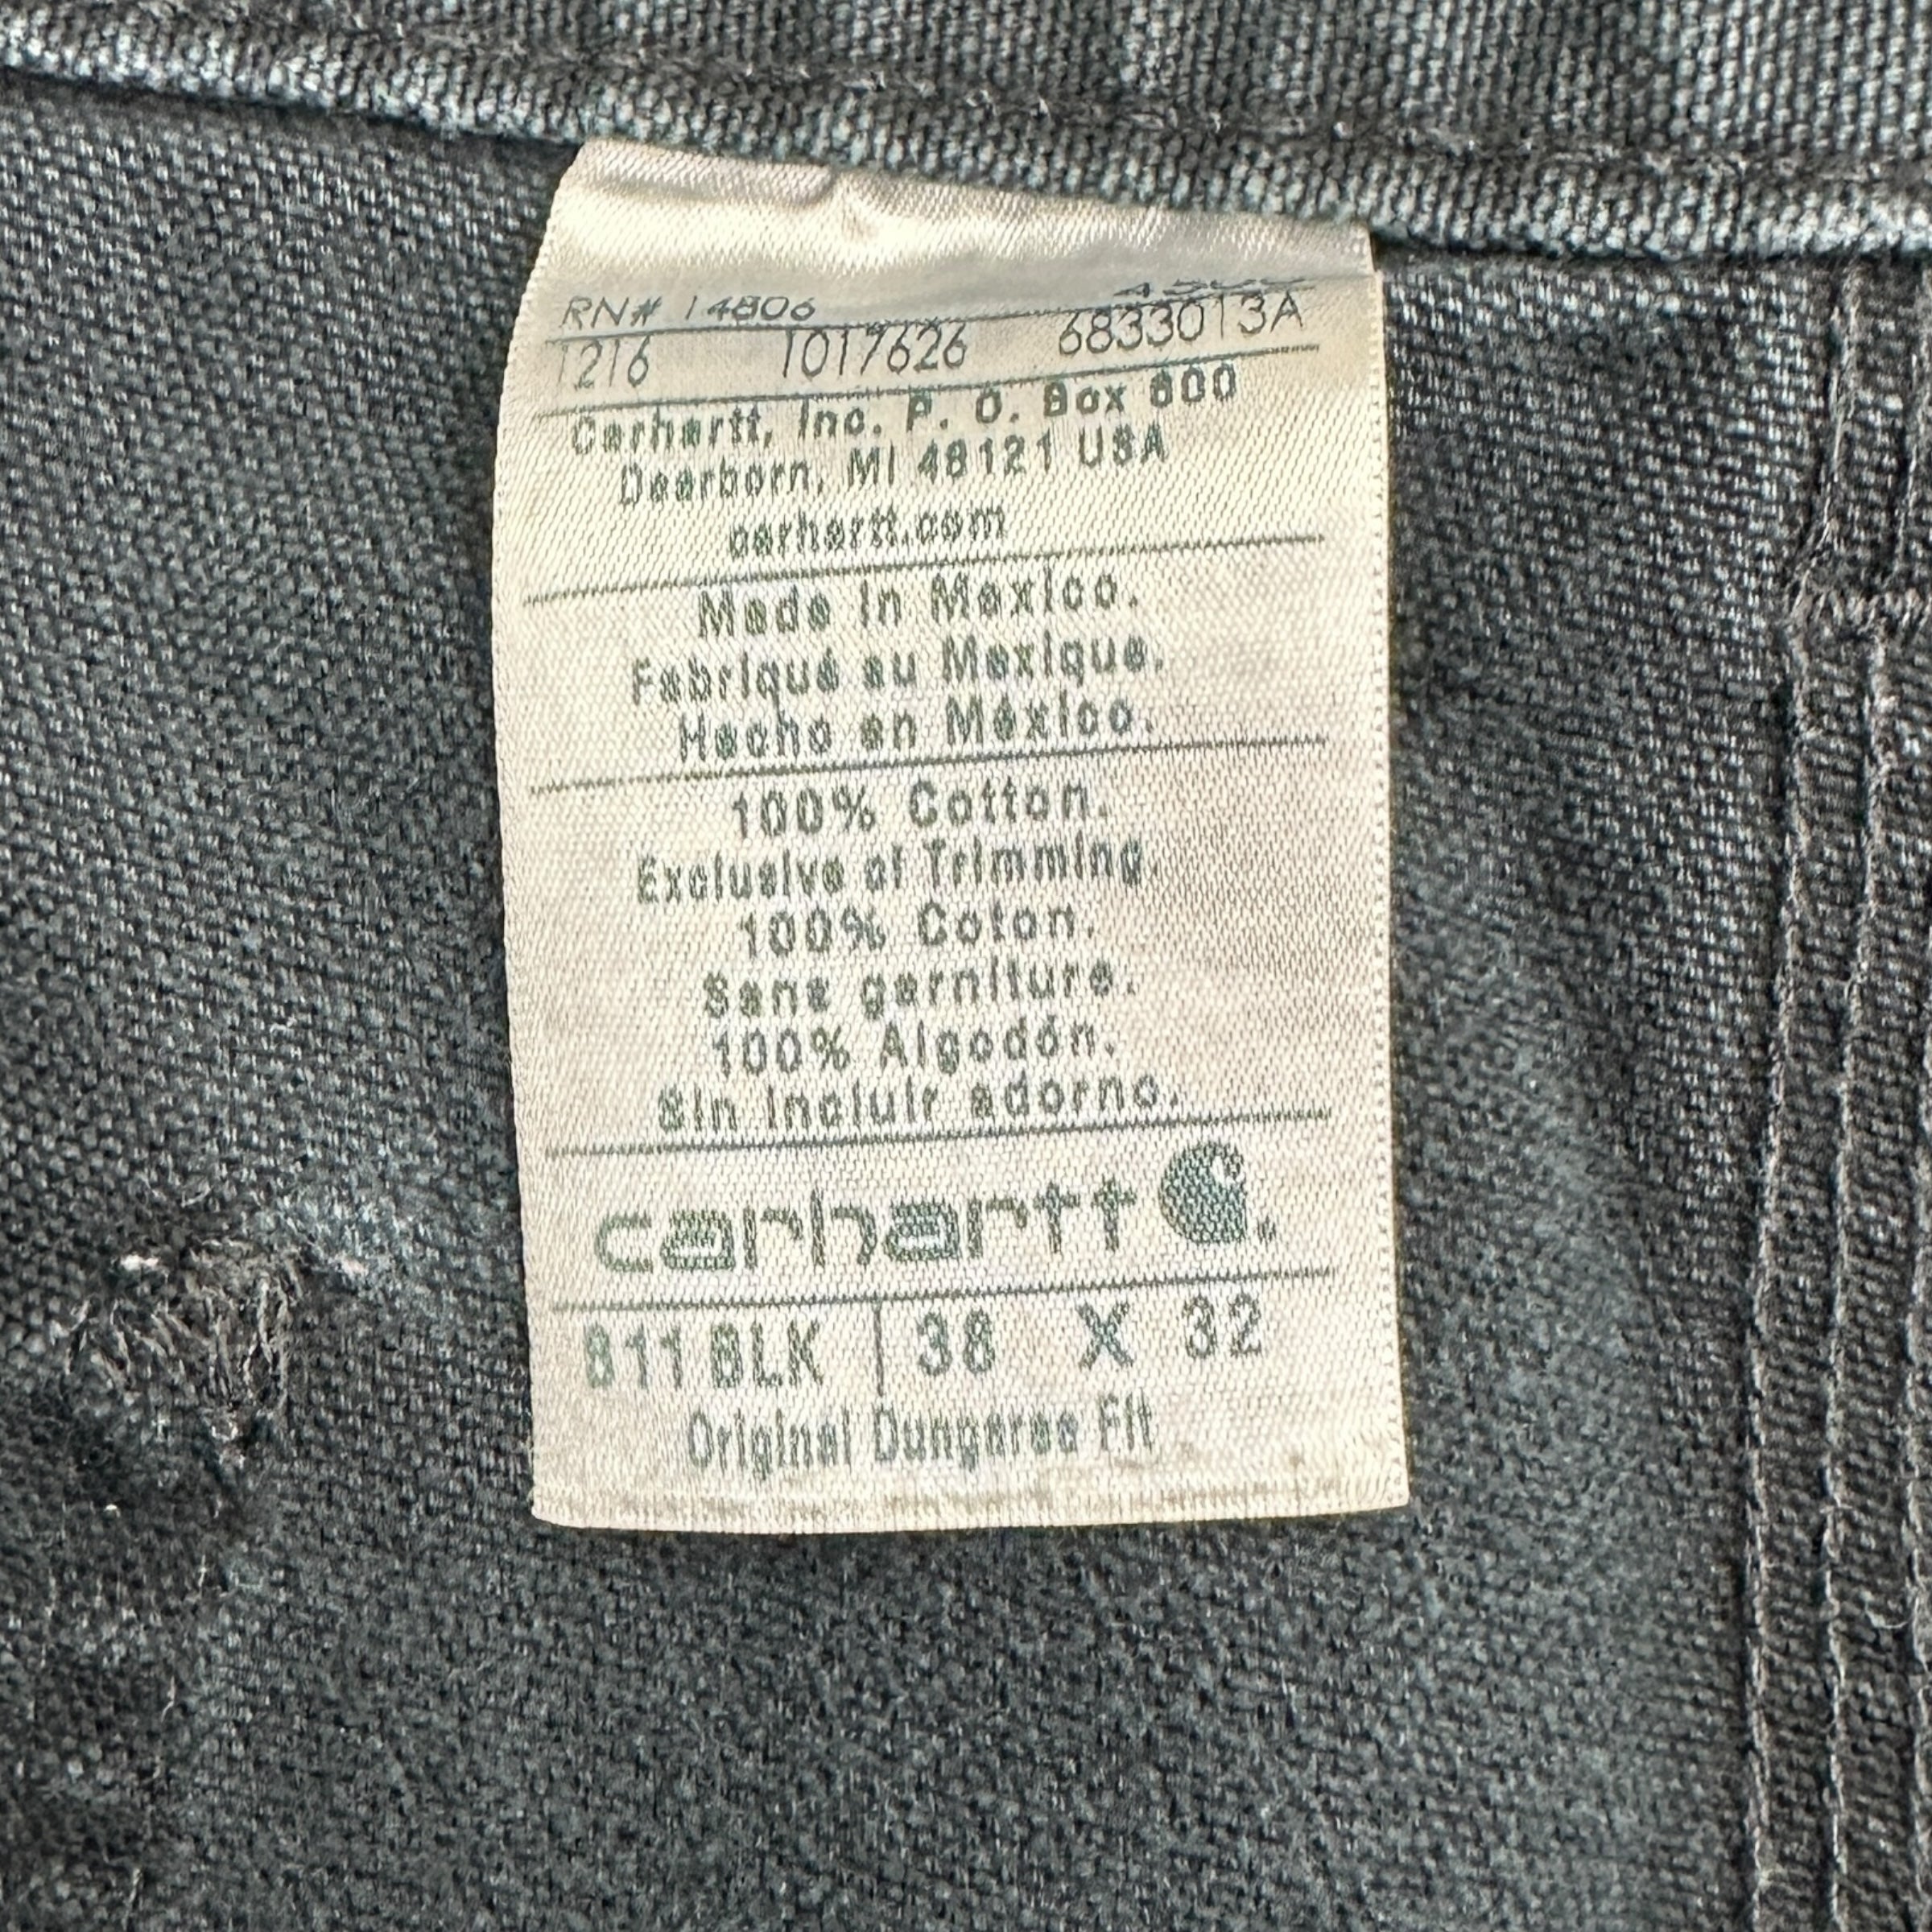 RN# 14806
1216 1017626 6833013A
Carhartt, Inc. P. O. Box 600
Dearborn, MI 48121 USA
carhartt.com
Made in Mexico.
Fabriqué au Mexique.
Hecho en México.
100% Cotton.
Exclusive of Trimming.
100% Coton.
Sans garniture.
100% Algodón.
Sin incluir adorno.
carhartt
811BLK 38 X 32
Original Dungaree Fit